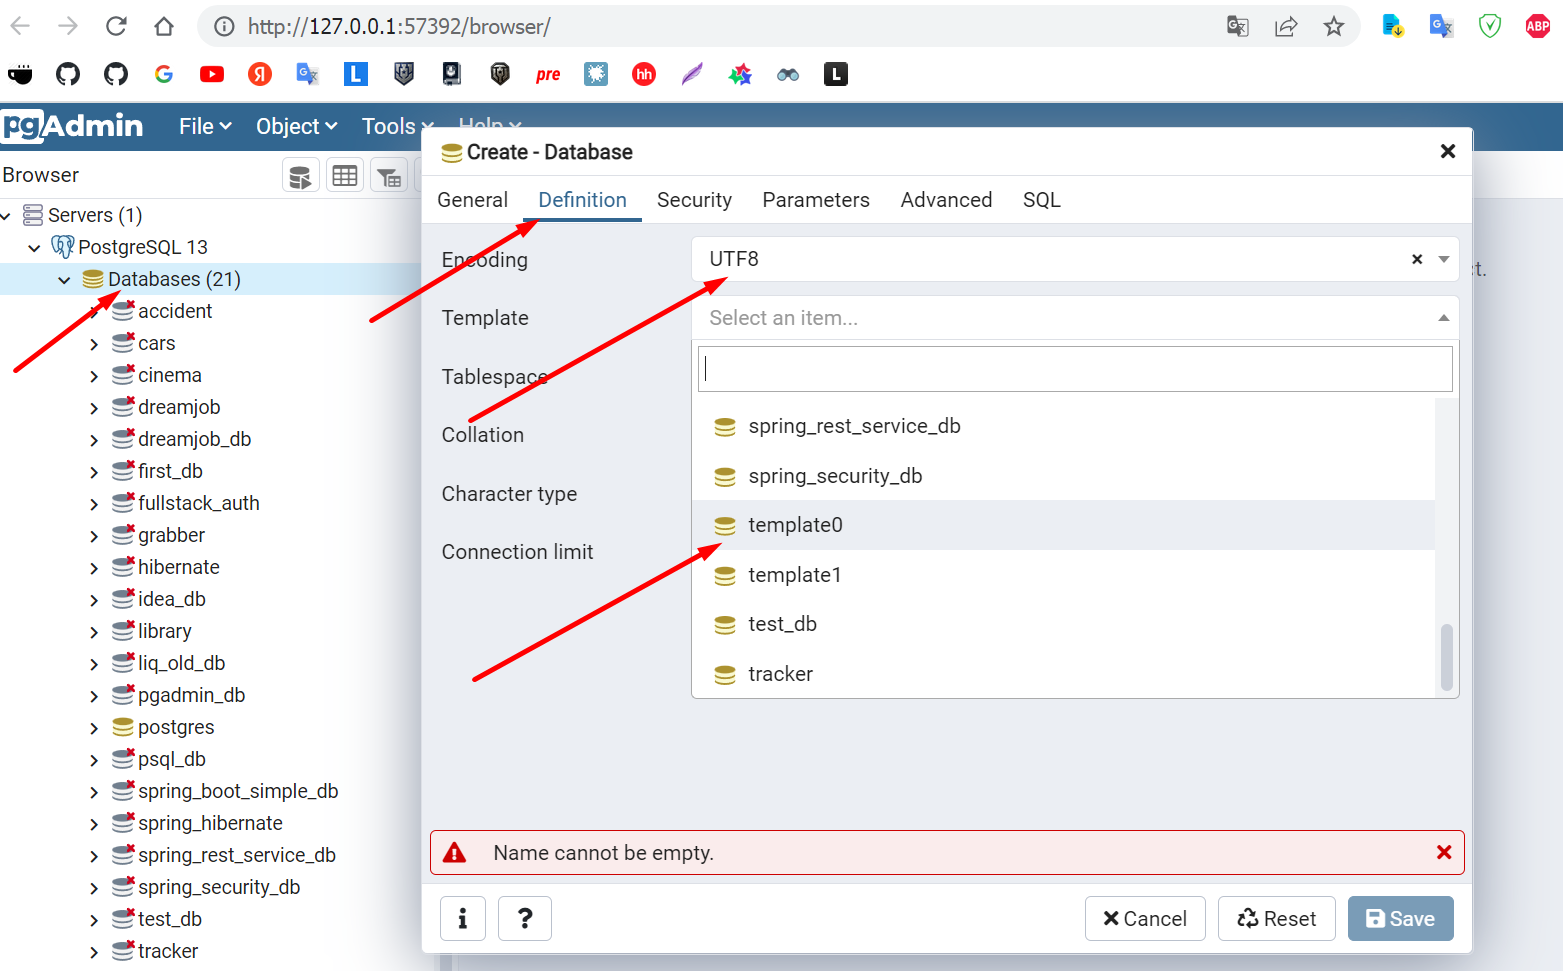 http://127.0.0.1:57392/browser/
ABP
Я
L
pre
hh
L
pgAdmin
File
Object
Tools
Help
Browser
Servers (1)
PostgreSQL 13
Databases (21)
accident
cars
cinema
dreamjob
dreamjob_db
first_db
fullstack_auth
grabber
hibernate
idea_db
library
liq_old_db
pgadmin_db
postgres
psql_db
spring_boot_simple_db
spring_hibernate
spring_rest_service_db
spring_security_db
test_db
tracker
Create - Database
General
Definition
Security
Parameters
Advanced
SQL
Encoding
UTF8
ct.
Template
Select an item...
Tablespace
Collation
Character type
Connection limit
spring_rest_service_db
spring_security_db
template0
template1
test_db
tracker
Name cannot be empty.
i
?
Cancel
Reset
Save